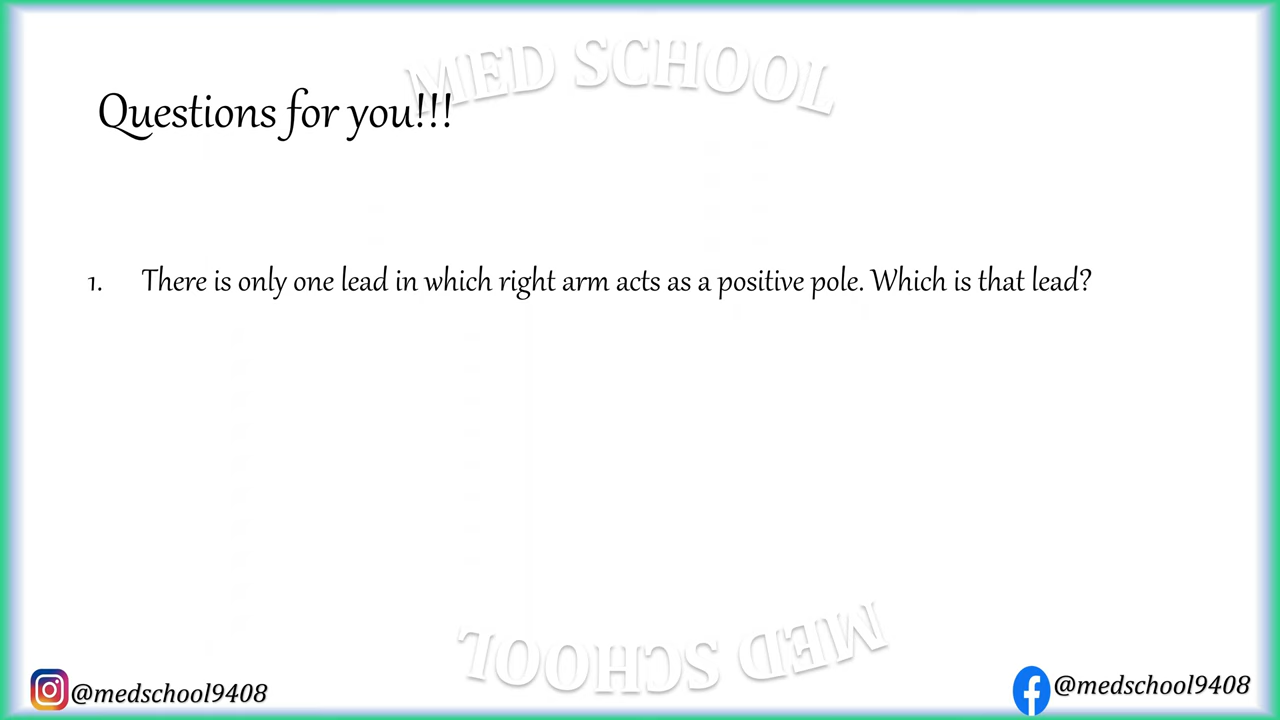 MED SCHOOL
Questions for you!!!
1. There is only one lead in which right arm acts as a positive pole. Which is that lead?
MED SCHOOL
@medschool9408
@medschool9408